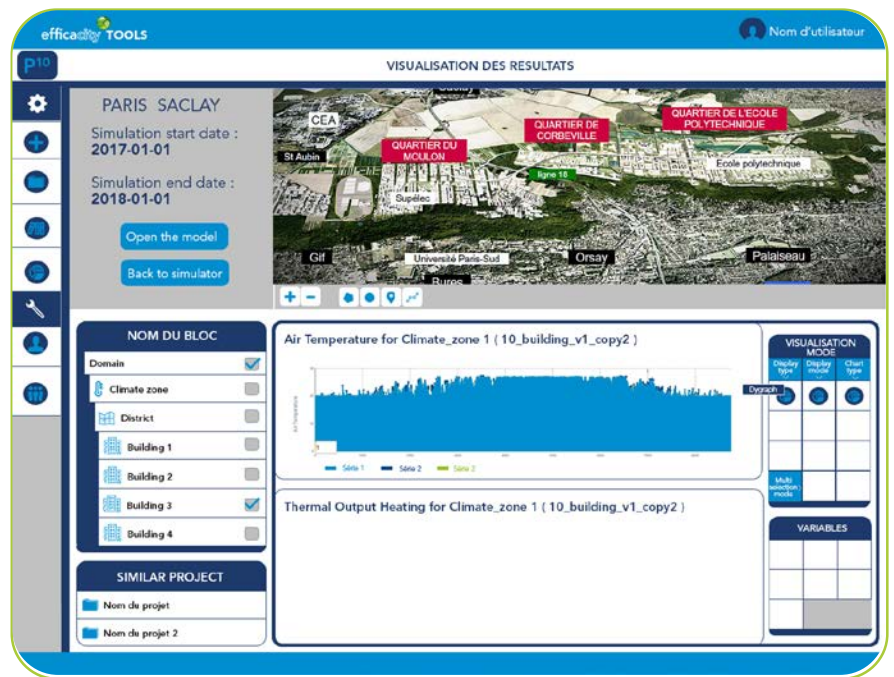 efficacity TOOLS
Nom d'utilisateur
P10
VISUALISATION DES RESULTATS
PARIS SACLAY
Simulation start date :
2017-01-01
Simulation end date :
2018-01-01
Open the model
Back to simulator
Saclay
CEA
QUARTIER DE L'ECOLE
POLYTECHNIQUE
QUARTIER DE
CORBEVILLE
QUARTIER DU
MOULON
St Aubin
Ecole polytechnique
ligne 18
Supélec
Gif
Université Paris-Sud
Orsay
Palaiseau
Bures
NOM DU BLOC
Domain
Climate zone
District
Building 1
Building 2
Building 3
Building 4
SIMILAR PROJECT
Nom de projet
Nom de projet 2
Air Temperature for Climate_zone 1 ( 10_building_v1_copy2 )
Air Temperature
Série 1
Série 2
Série 2
Thermal Output Heating for Climate_zone 1 ( 10_building_v1_copy2 )
VISUALISATION
MODE
Display type
Display mode
Chart type
Dygraph
Multi
selection
mode
VARIABLES